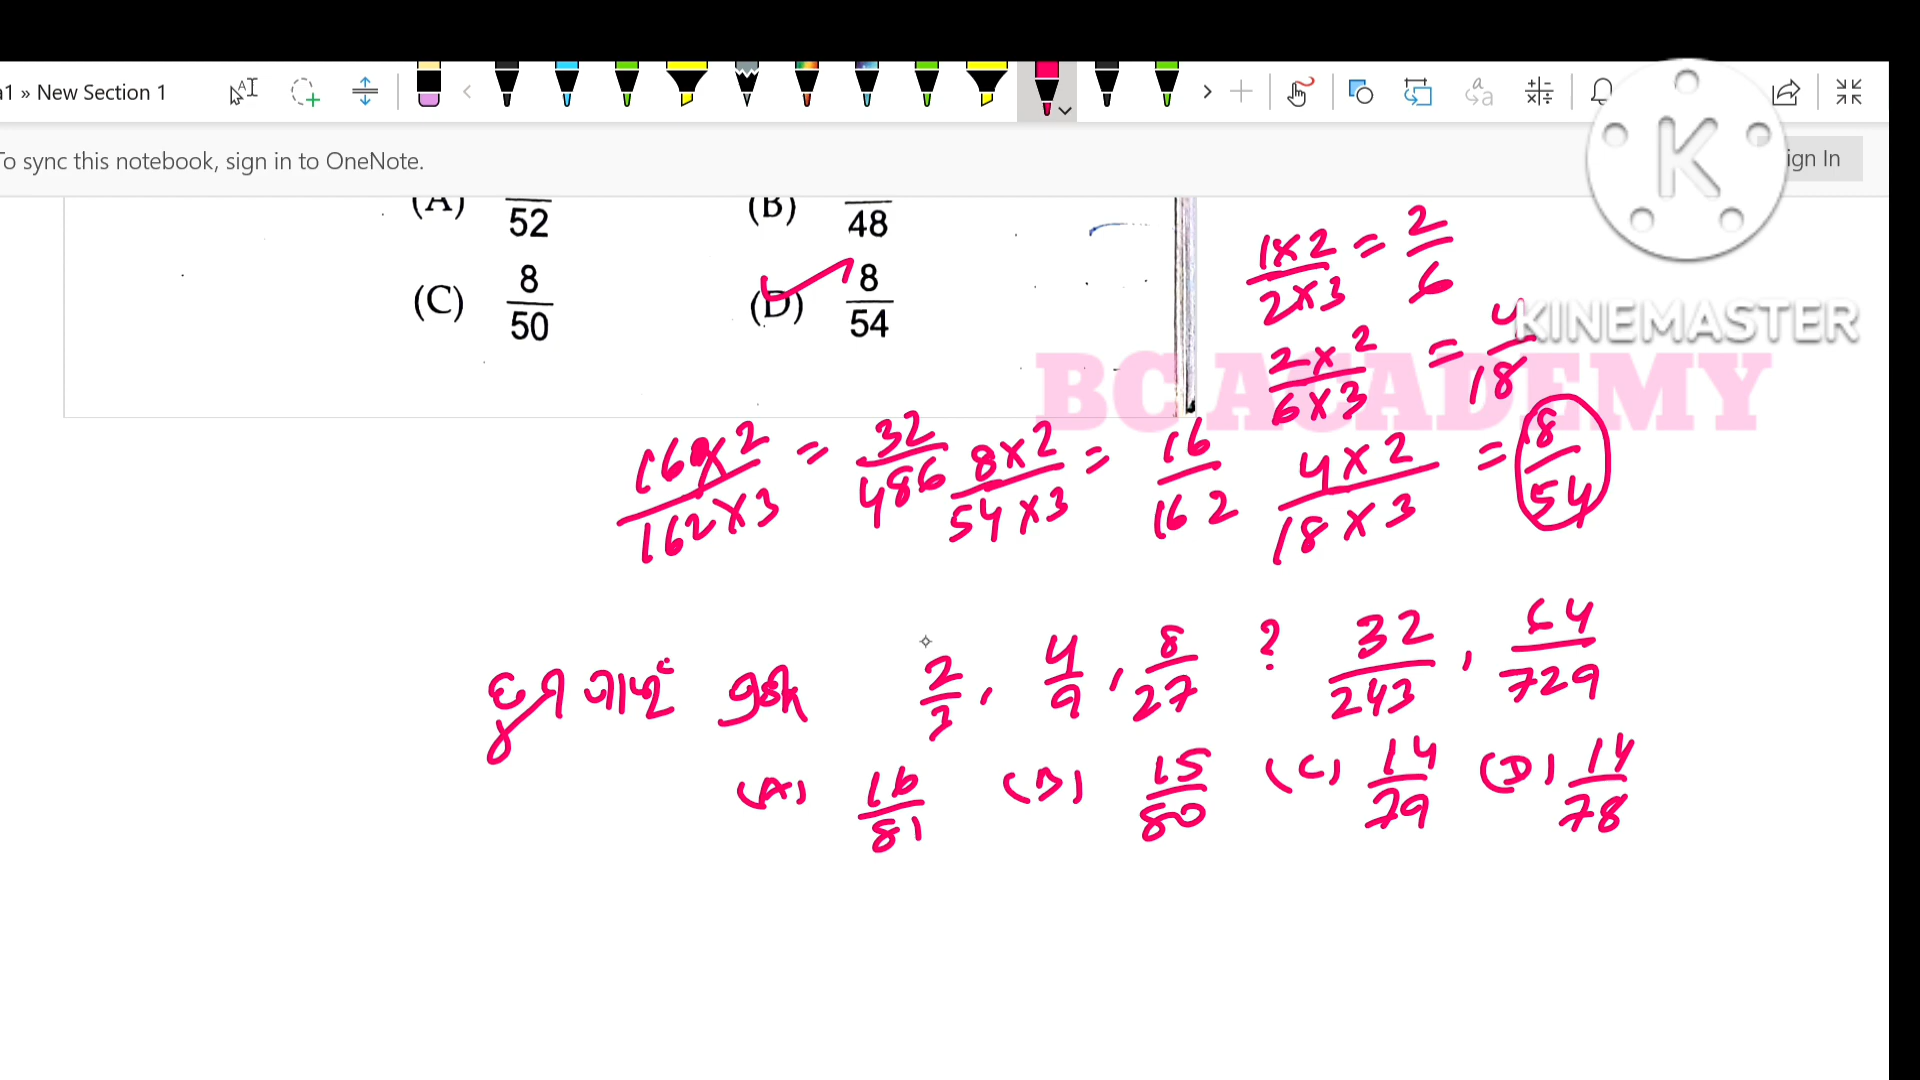 a1 » New Section 1
To sync this notebook, sign in to OneNote.
ign In
K
KINEMASTER
BC ACADEMY
(A) 52 (B) 48
(C) 8/50 (D) 8/54
1×2/2×3 = 2/6
2×2/6×3 = 4/18
4×2/18×3 = 8/54
8×2/54×3 = 16/162
16×2/162×3 = 32/486
2/3, 4/9, 8/27 ? 32/243, 64/729
(A) 16/81 (B) 15/80 (C) 14/79 (D) 14/78